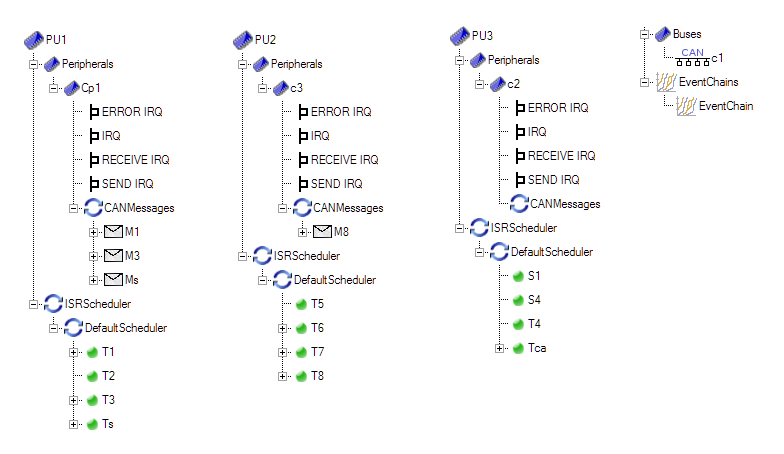 PU1
Peripherals
Cp1
ERROR IRQ
IRQ
RECEIVE IRQ
SEND IRQ
CANMessages
M1
M3
Ms
ISRScheduler
DefaultScheduler
T1
T2
T3
Ts
PU2
Peripherals
c3
ERROR IRQ
IRQ
RECEIVE IRQ
SEND IRQ
CANMessages
M8
ISRScheduler
DefaultScheduler
T5
T6
T7
T8
PU3
Peripherals
c2
ERROR IRQ
IRQ
RECEIVE IRQ
SEND IRQ
CANMessages
ISRScheduler
DefaultScheduler
S1
S4
T4
Tca
Buses
CAN c1
EventChains
EventChain